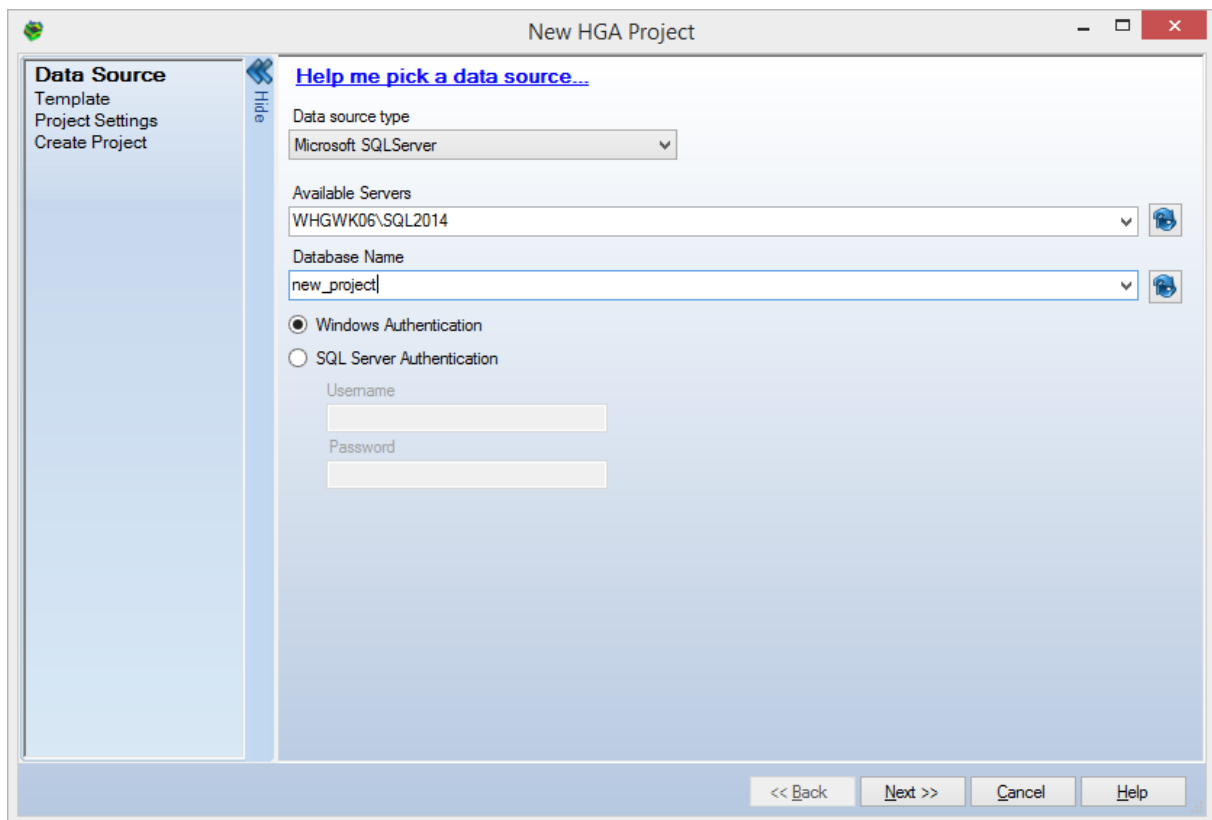 New HGA Project
Data Source
Template
Project Settings
Create Project
Hide
Help me pick a data source...
Data source type
Microsoft SQLServer
Available Servers
WHGWK06\SQL2014
Database Name
new_project
Windows Authentication
SQL Server Authentication
Username
Password
<< Back
Next >>
Cancel
Help